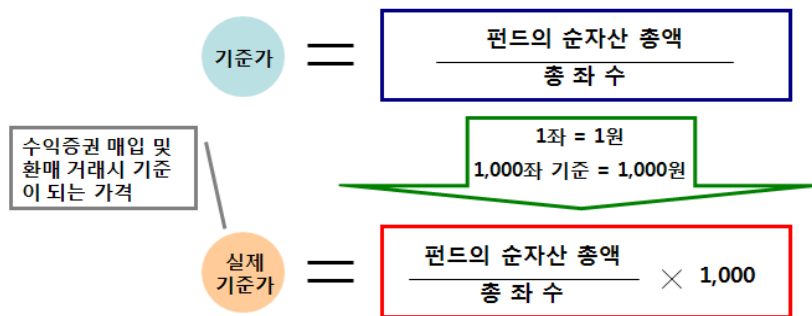 기준가
=
펀드의 순자산 총액
총 좌 수
1좌 = 1원
1,000좌 기준 = 1,000원
수익증권 매입 및
환매 거래시 기준
이 되는 가격
실제
기준가
=
펀드의 순자산 총액
총 좌 수
× 1,000